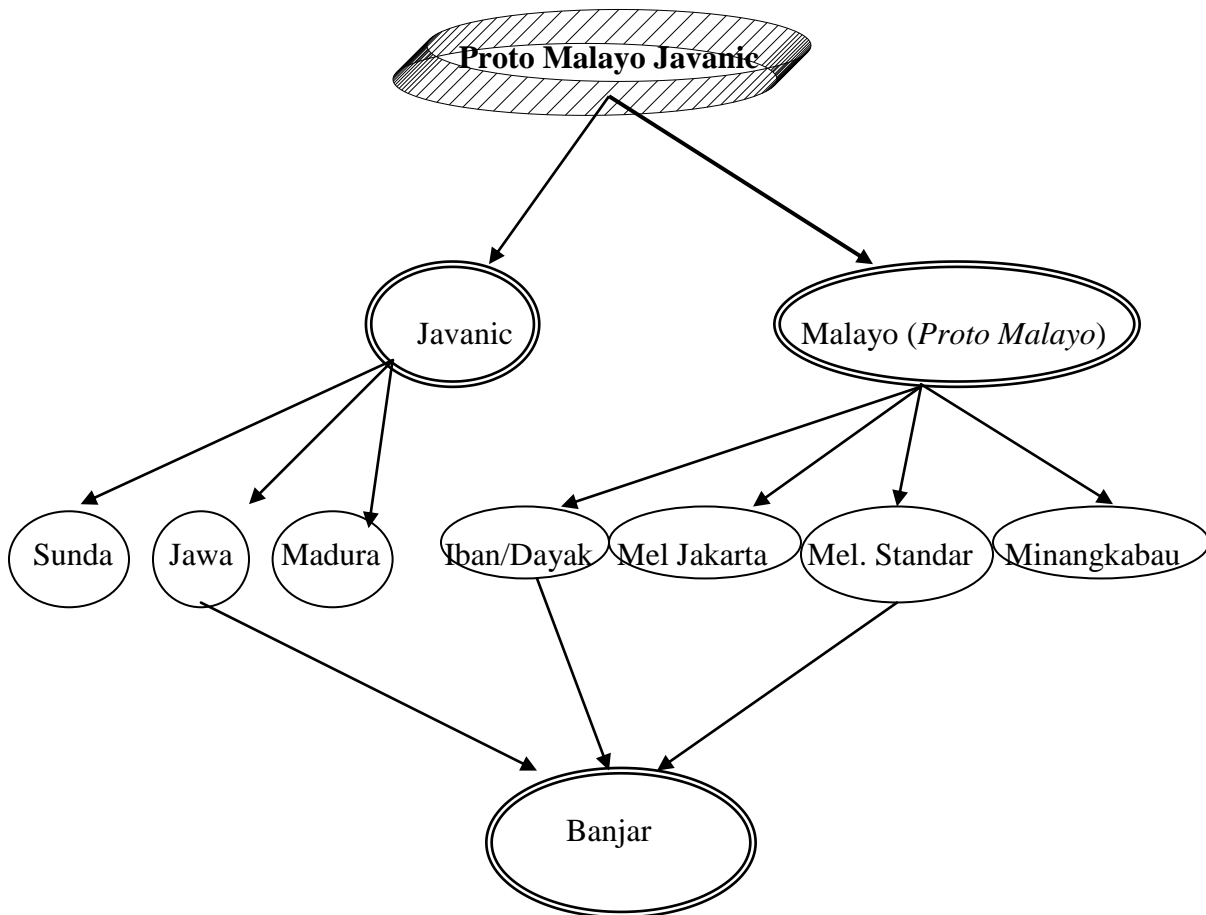 Proto Malayo Javanic
Javanic
Malayo (Proto Malayo)
Sunda
Jawa
Madura
Iban/Dayak
Mel Jakarta
Mel. Standar
Minangkabau
Banjar